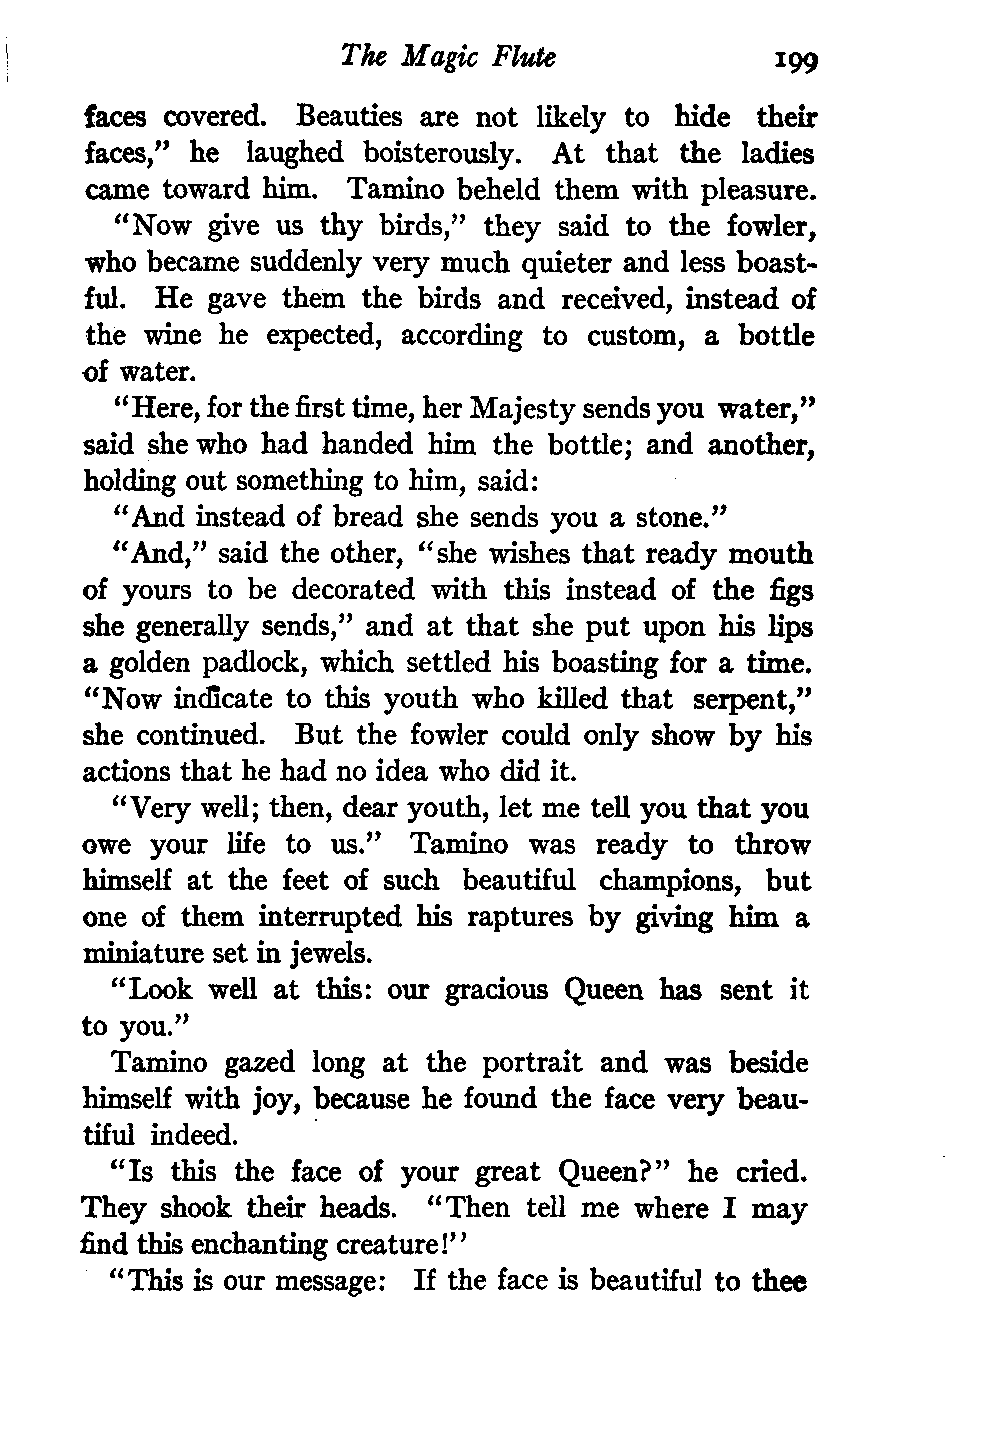 The Magic Flute 199
faces covered. Beauties are not likely to hide their
faces," he laughed boisterously. At that the ladies
came toward him. Tamino beheld them with pleasure.
"Now give us thy birds," they said to the fowler,
who became suddenly very much quieter and less boast-
ful. He gave them the birds and received, instead of
the wine he expected, according to custom, a bottle
of water.
"Here, for the first time, her Majesty sends you water,"
said she who had handed him the bottle; and another,
holding out something to him, said:
"And instead of bread she sends you a stone."
"And," said the other, "she wishes that ready mouth
of yours to be decorated with this instead of the figs
she generally sends," and at that she put upon his lips
a golden padlock, which settled his boasting for a time.
"Now indicate to this youth who killed that serpent,"
she continued. But the fowler could only show by his
actions that he had no idea who did it.
"Very well; then, dear youth, let me tell you that you
owe your life to us." Tamino was ready to throw
himself at the feet of such beautiful champions, but
one of them interrupted his raptures by giving him a
miniature set in jewels.
"Look well at this: our gracious Queen has sent it
to you."
Tamino gazed long at the portrait and was beside
himself with joy, because he found the face very beau-
tiful indeed.
"Is this the face of your great Queen?" he cried.
They shook their heads. "Then tell me where I may
find this enchanting creature!"
"This is our message: If the face is beautiful to thee